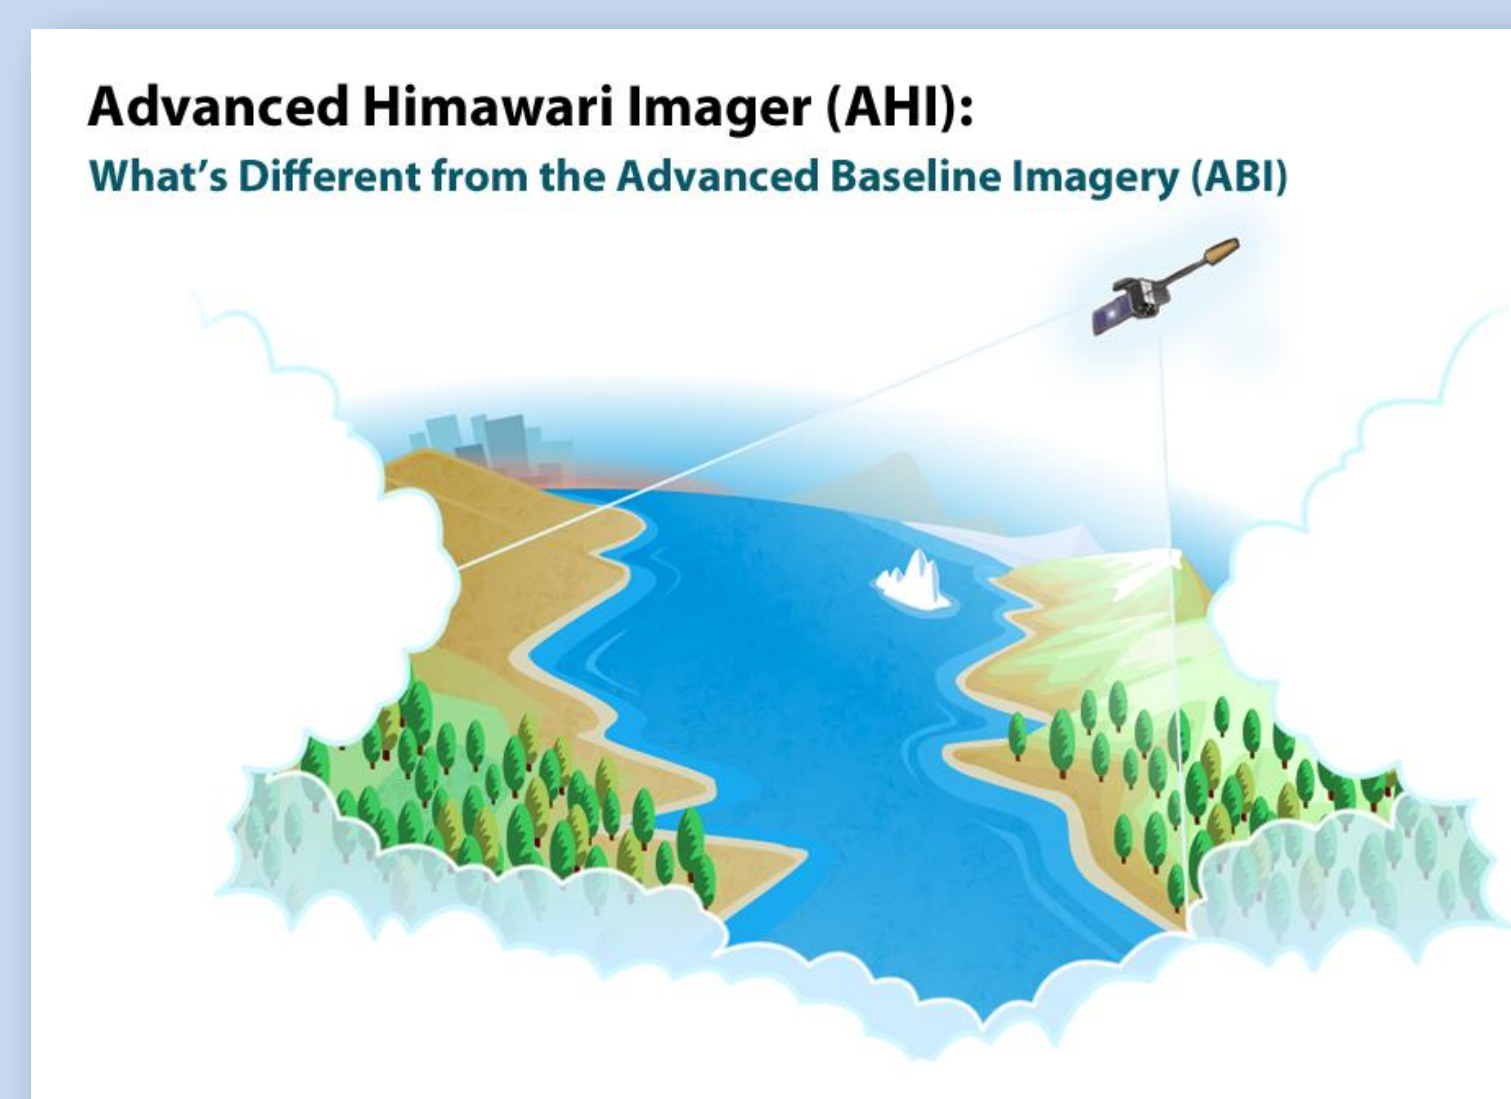 Advanced Himawari Imager (AHI):
What’s Different from the Advanced Baseline Imagery (ABI)